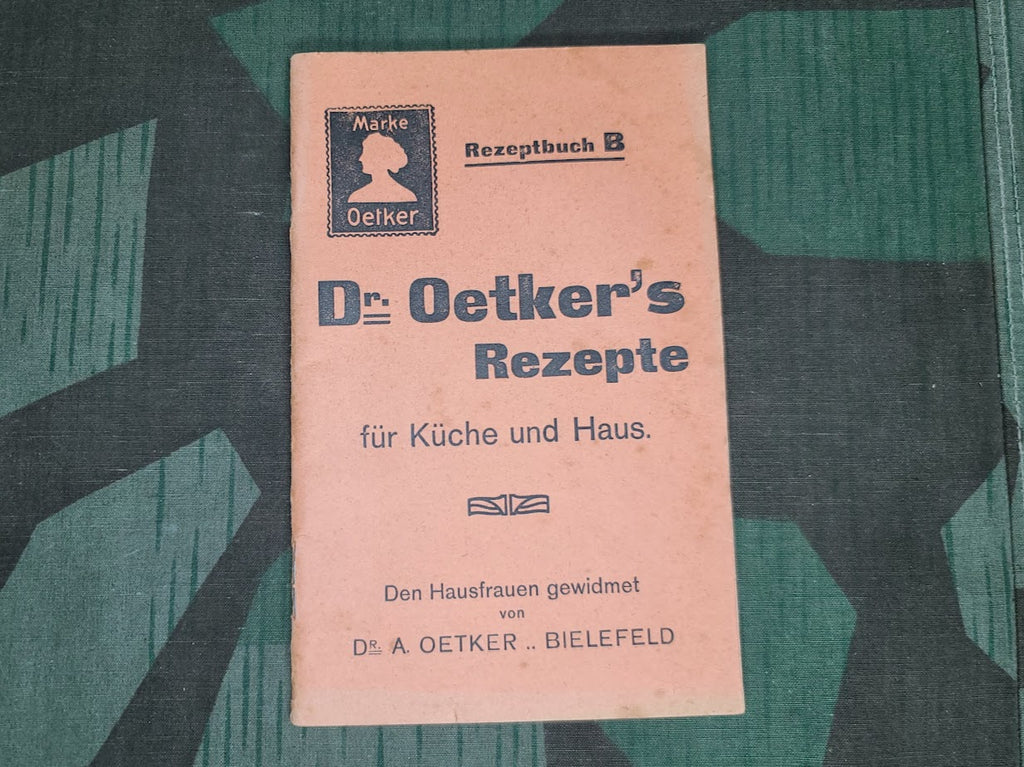 Marke
Oetker
Rezeptbuch B
Dr. Oetker's
Rezepte
für Küche und Haus.
Den Hausfrauen gewidmet
von
DR. A. OETKER .. BIELEFELD